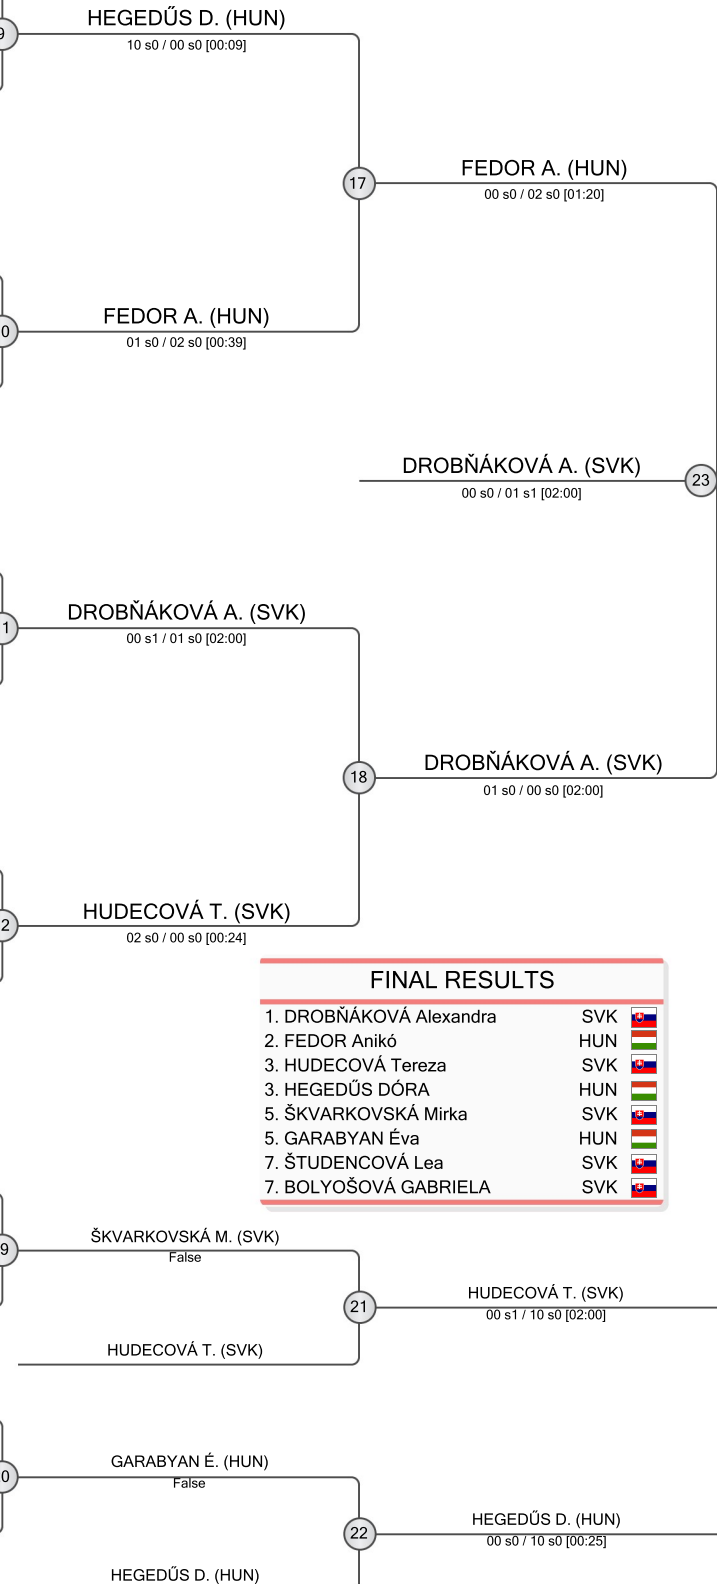 HEGEDŰS D. (HUN)
9
10 s0 / 00 s0 [00:09]
FEDOR A. (HUN)
17
00 s0 / 02 s0 [01:20]
FEDOR A. (HUN)
0
01 s0 / 02 s0 [00:39]
DROBŇÁKOVÁ A. (SVK)
23
00 s0 / 01 s1 [02:00]
DROBŇÁKOVÁ A. (SVK)
1
00 s1 / 01 s0 [02:00]
DROBŇÁKOVÁ A. (SVK)
18
01 s0 / 00 s0 [02:00]
HUDECOVÁ T. (SVK)
2
02 s0 / 00 s0 [00:24]
FINAL RESULTS
1. DROBŇÁKOVÁ Alexandra SVK
2. FEDOR Anikó HUN
3. HUDECOVÁ Tereza SVK
3. HEGEDŰS DÓRA HUN
5. ŠKVARKOVSKÁ Mirka SVK
5. GARABYAN Éva HUN
7. ŠTUDENCOVÁ Lea SVK
7. BOLYOŠOVÁ GABRIELA SVK
ŠKVARKOVSKÁ M. (SVK)
9
False
HUDECOVÁ T. (SVK)
21
00 s1 / 10 s0 [02:00]
HUDECOVÁ T. (SVK)
GARABYAN É. (HUN)
0
False
HEGEDŰS D. (HUN)
22
00 s0 / 10 s0 [00:25]
HEGEDŰS D. (HUN)